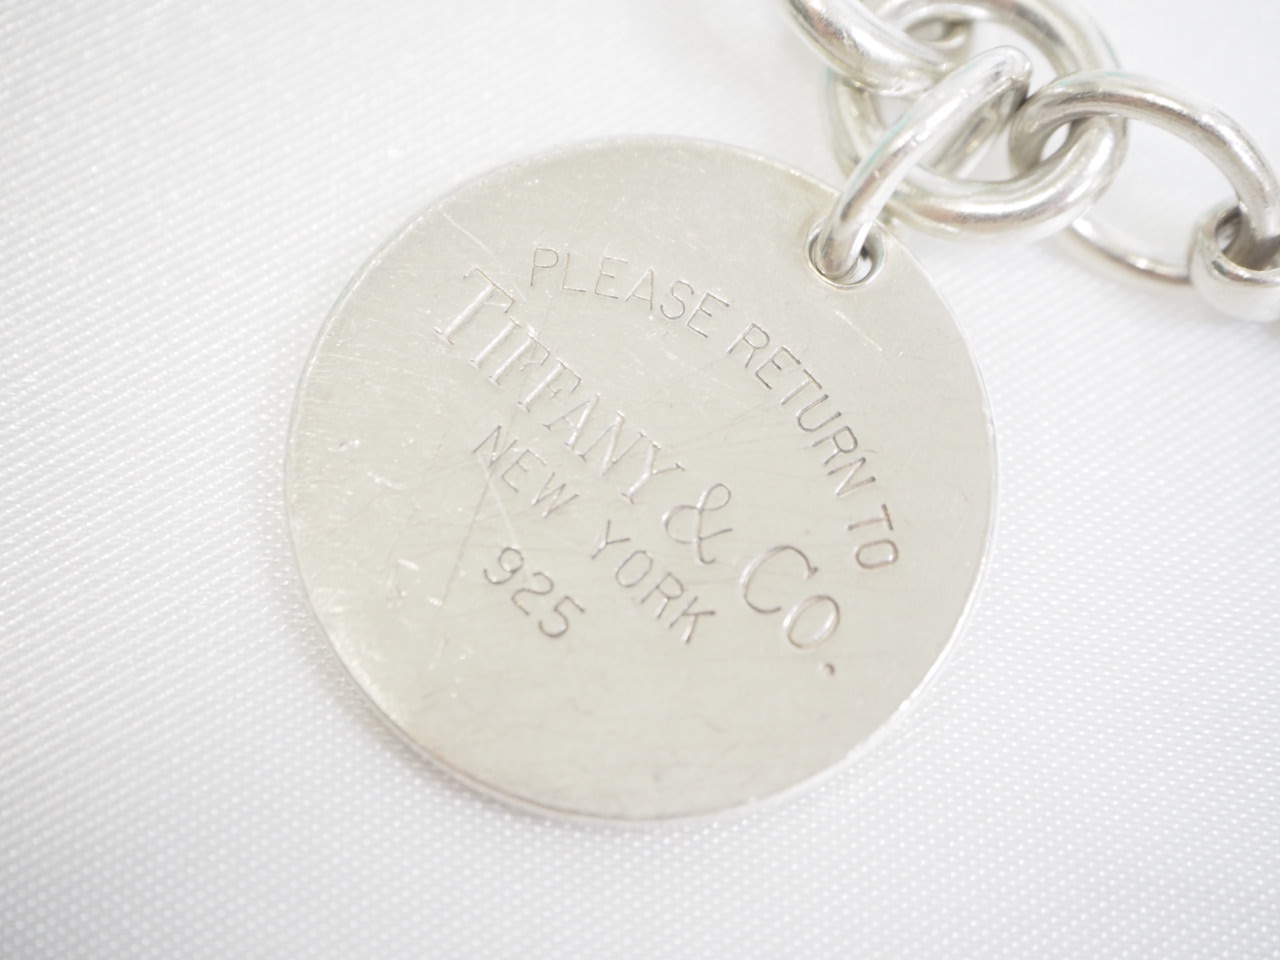 PLEASE RETURN TO
TIFFANY & CO.
NEW YORK
925